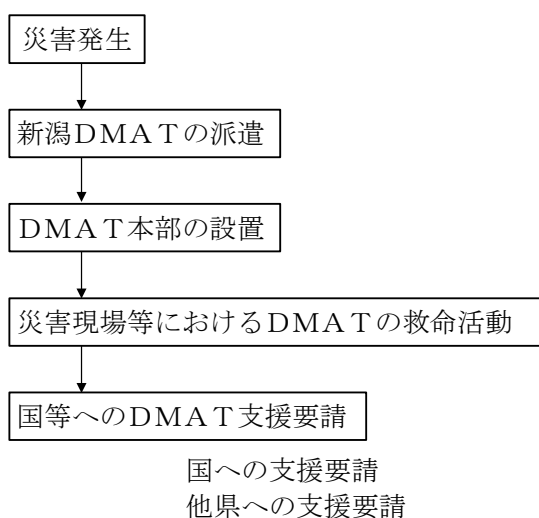 災害発生
新潟ＤＭＡＴの派遣
ＤＭＡＴ本部の設置
災害現場等におけるＤＭＡＴの救命活動
国等へのＤＭＡＴ支援要請
国への支援要請
他県への支援要請